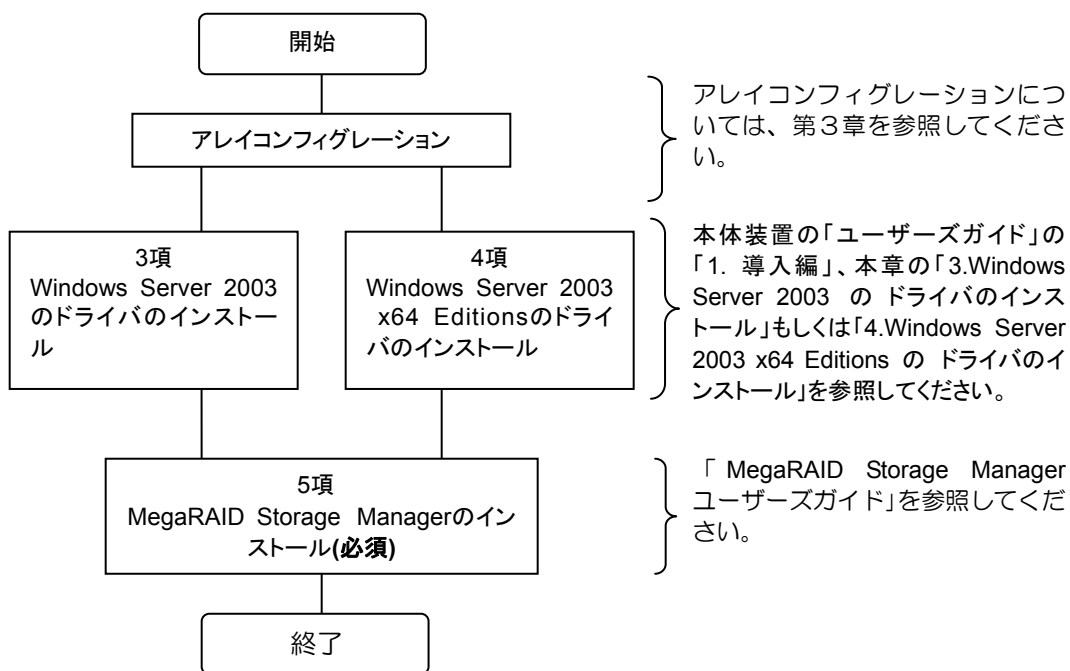 開始
アレイコンフィグレーション
アレイコンフィグレーションにつ
いては、第３章を参照してくださ
い。
3項
Windows Server 2003
のドライバのインストー
ル
4項
Windows Server 2003
x64 Editionsのドライ
バのインストール
本体装置の「ユーザーズガイド」の
「1. 導入編」、本章の「3.Windows
Server 2003 の ドライバのインス
トール」もしくは「4.Windows Server
2003 x64 Editions の ドライバのイ
ンストール」を参照してください。
5項
MegaRAID Storage Managerのイン
ストール(必須)
「 MegaRAID Storage Manager
ユーザーズガイド」を参照してくだ
さい。
終了